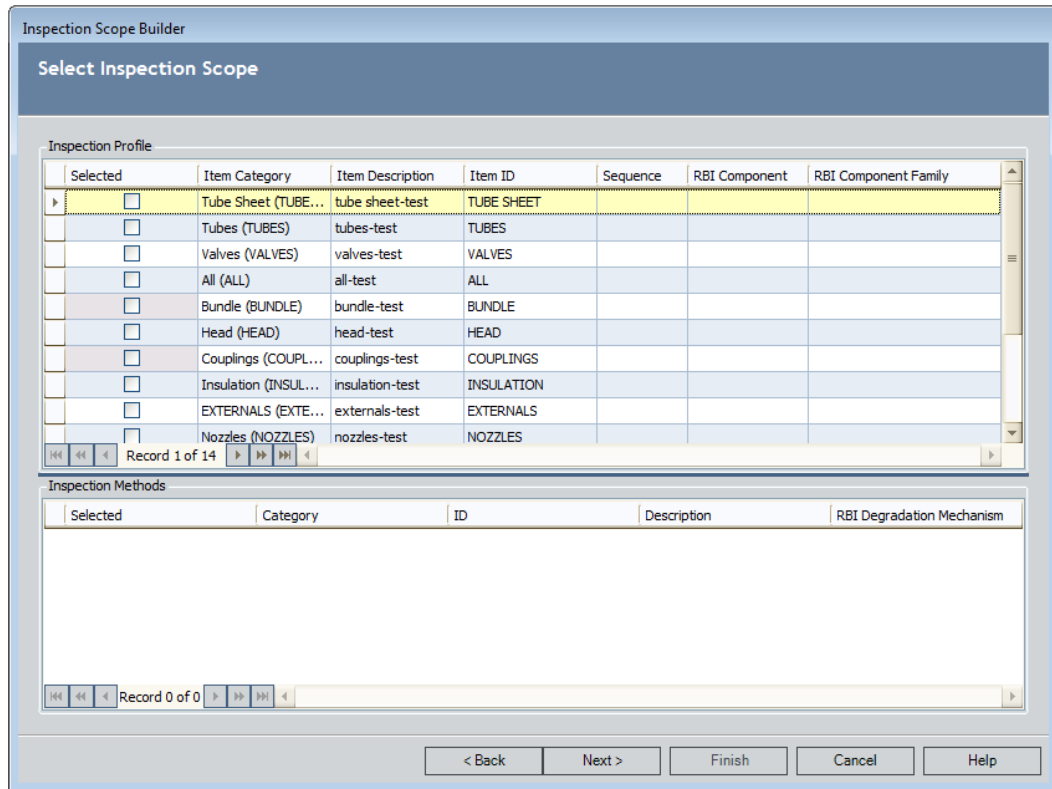 Inspection Scope Builder
Select Inspection Scope
Inspection Profile
Selected Item Category Item Description Item ID Sequence RBI Component RBI Component Family
Tube Sheet (TUBE... tube sheet-test TUBE SHEET
Tubes (TUBES) tubes-test TUBES
Valves (VALVES) valves-test VALVES
All (ALL) all-test ALL
Bundle (BUNDLE) bundle-test BUNDLE
Head (HEAD) head-test HEAD
Couplings (COUPL... couplings-test COUPLINGS
Insulation (INSUL... insulation-test INSULATION
EXTERNALS (EXTE... externals-test EXTERNALS
Nozzles (NOZZLES) nozzles-test NOZZLES
Record 1 of 14
Inspection Methods
Selected Category ID Description RBI Degradation Mechanism
Record 0 of 0
< Back Next > Finish Cancel Help